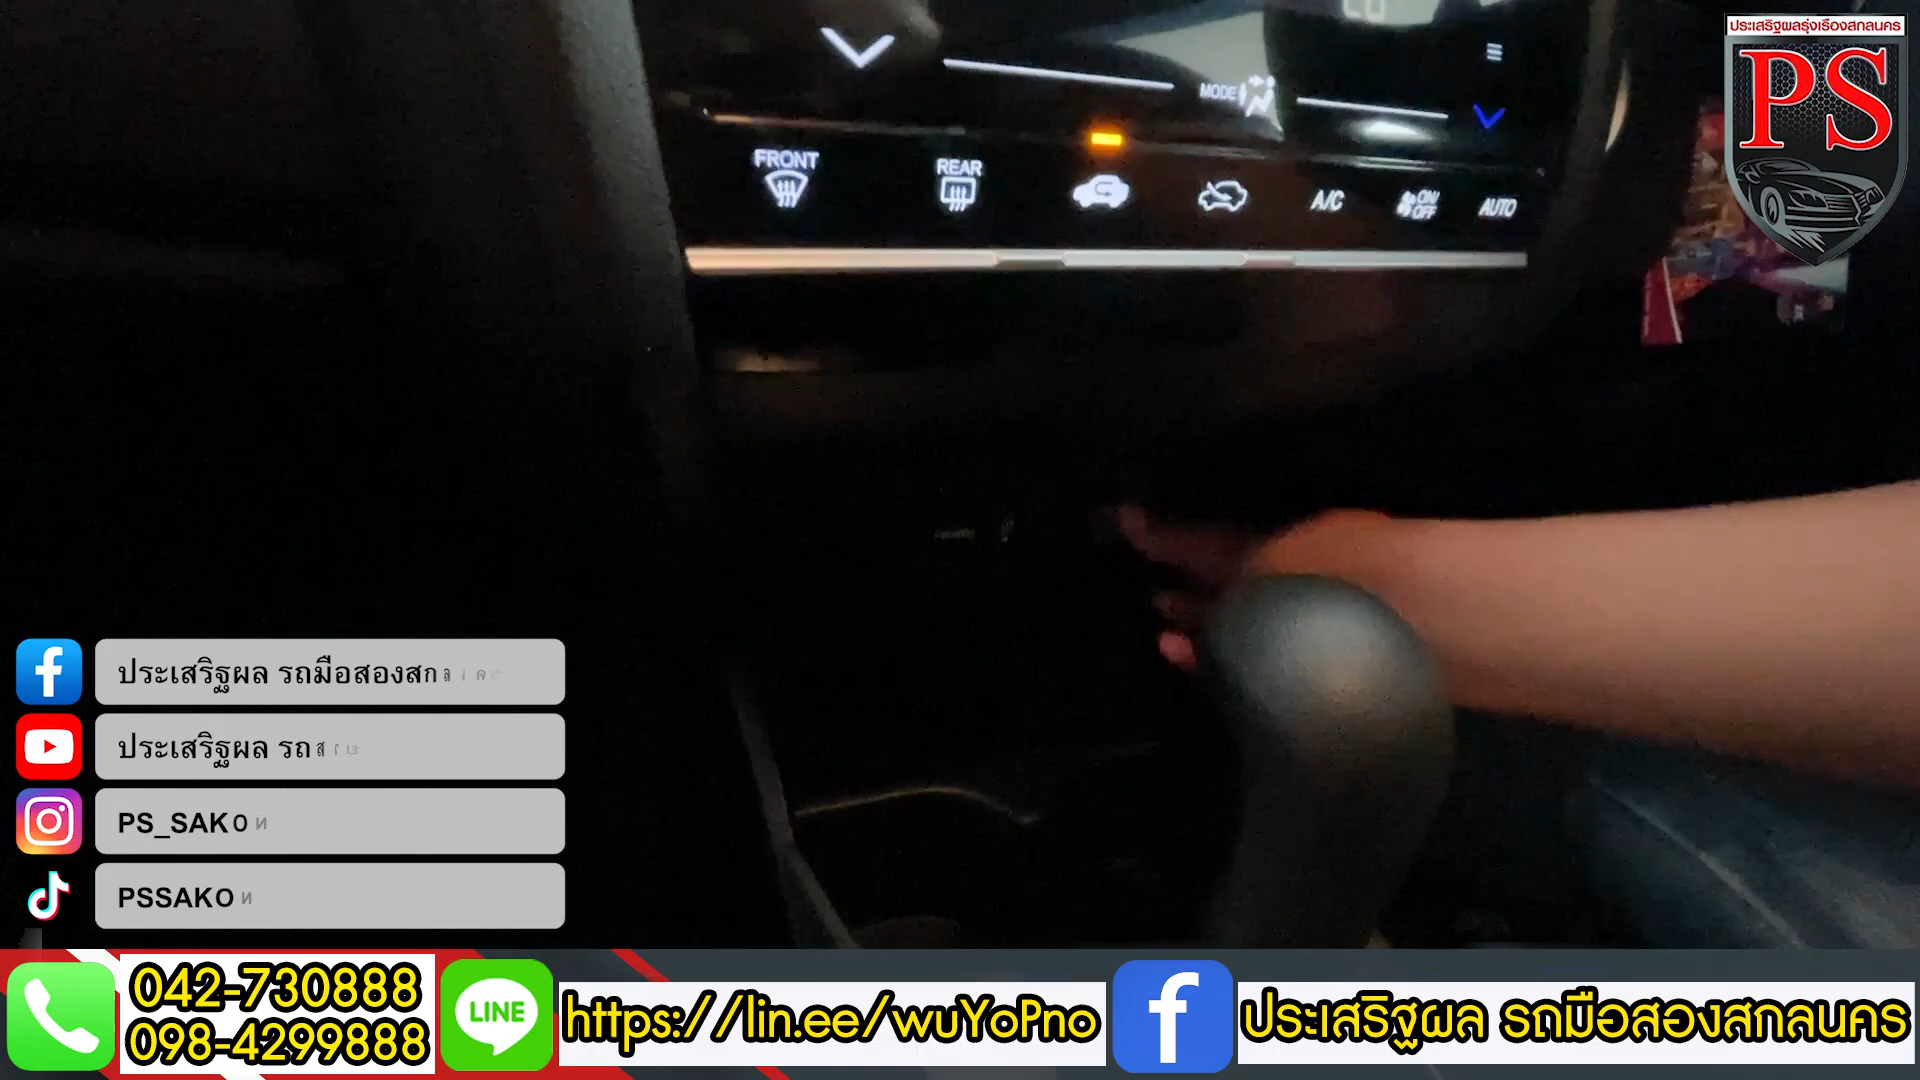 ประเสริฐผลรุ่งเรืองสกลนคร
PS
MODE
FRONT
REAR
A/C
ON/
OFF
AUTO
ประเสริฐผล รถมือสองสกล
ประเสริฐผล รถส
PS_SAKO
PSSAKO
042-730888
098-4299888
LINE
https://lin.ee/wuYoPno
ประเสริฐผล รถมือสองสกลนคร